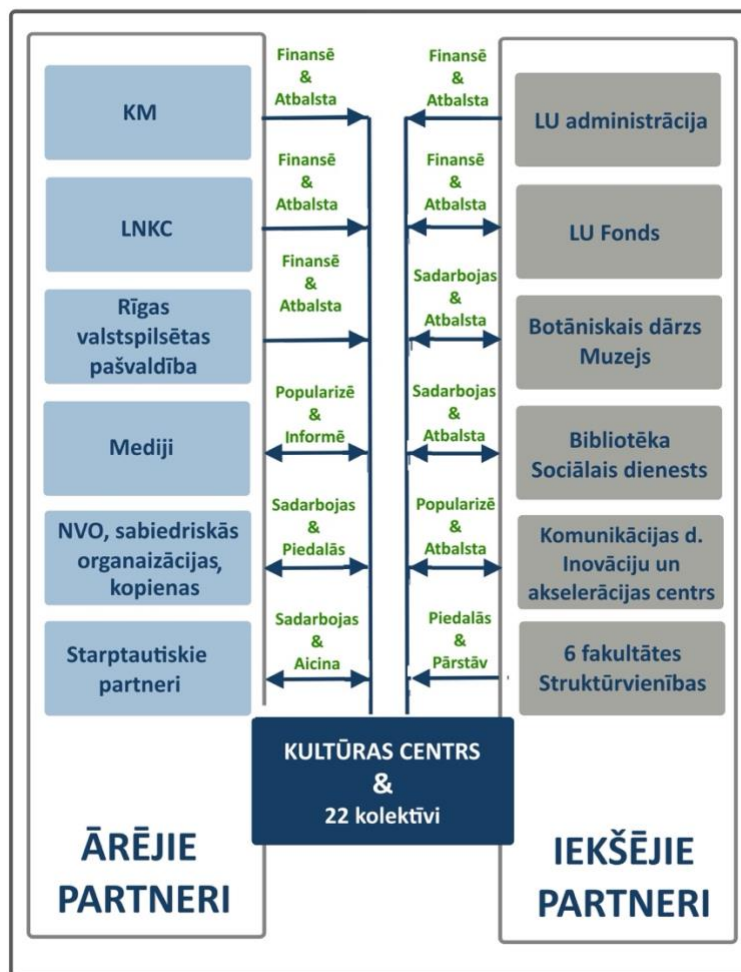 KM
LNKC
Rīgas
valstspilsētas
pašvaldība
Mediji
NVO, sabiedriskās
organaizācijas,
kopienas
Starptautiskie
partneri
ĀRĒJIE
PARTNERI
Finansē
&
Atbalsta
Finansē
&
Atbalsta
Finansē
&
Atbalsta
Popularizē
&
Informē
Sadarbojas
&
Piedalās
Sadarbojas
&
Aicina
Finansē
&
Atbalsta
Finansē
&
Atbalsta
Sadarbojas
&
Atbalsta
Sadarbojas
&
Atbalsta
Popularizē
&
Atbalsta
Piedalās
&
Pārstāv
KULTŪRAS CENTRS
&
22 kolektīvi
LU administrācija
LU Fonds
Botāniskais dārzs
Muzejs
Bibliotēka
Sociālais dienests
Komunikācijas d.
Inovāciju un
akselerācijas centrs
6 fakultātes
Struktūrvienības
IEKŠĒJIE
PARTNERI